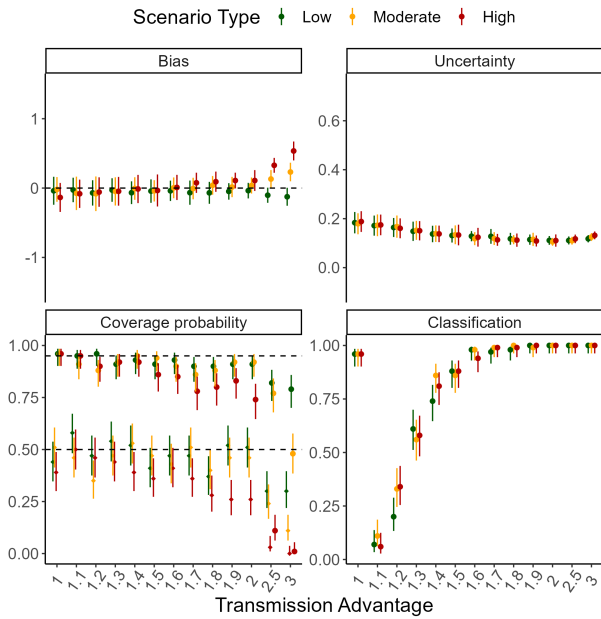 Scenario Type Low Moderate High
Bias Uncertainty
1
0
-1
0.6
0.4
0.2
0.0
Coverage probability Classification
1.00
0.75
0.50
0.25
0.00
1.00
0.75
0.50
0.25
0.00
1 1.1 1.2 1.3 1.4 1.5 1.6 1.7 1.8 1.9 2 2.5 3
1 1.1 1.2 1.3 1.4 1.5 1.6 1.7 1.8 1.9 2 2.5 3
Transmission Advantage